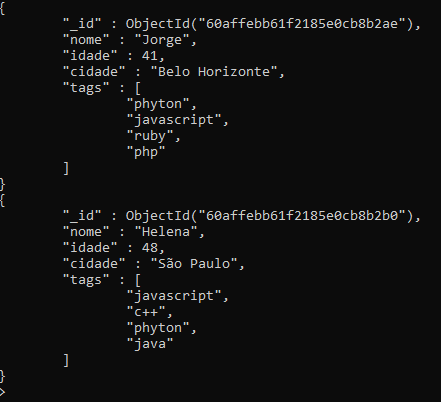 {
"_id" : ObjectId("60affebb61f2185e0cb8b2ae"),
"nome" : "Jorge",
"idade" : 41,
"cidade" : "Belo Horizonte",
"tags" : [
"phyton",
"javascript",
"ruby",
"php"
]
}
{
"_id" : ObjectId("60affebb61f2185e0cb8b2b0"),
"nome" : "Helena",
"idade" : 48,
"cidade" : "São Paulo",
"tags" : [
"javascript",
"c++",
"phyton",
"java"
]
}
>